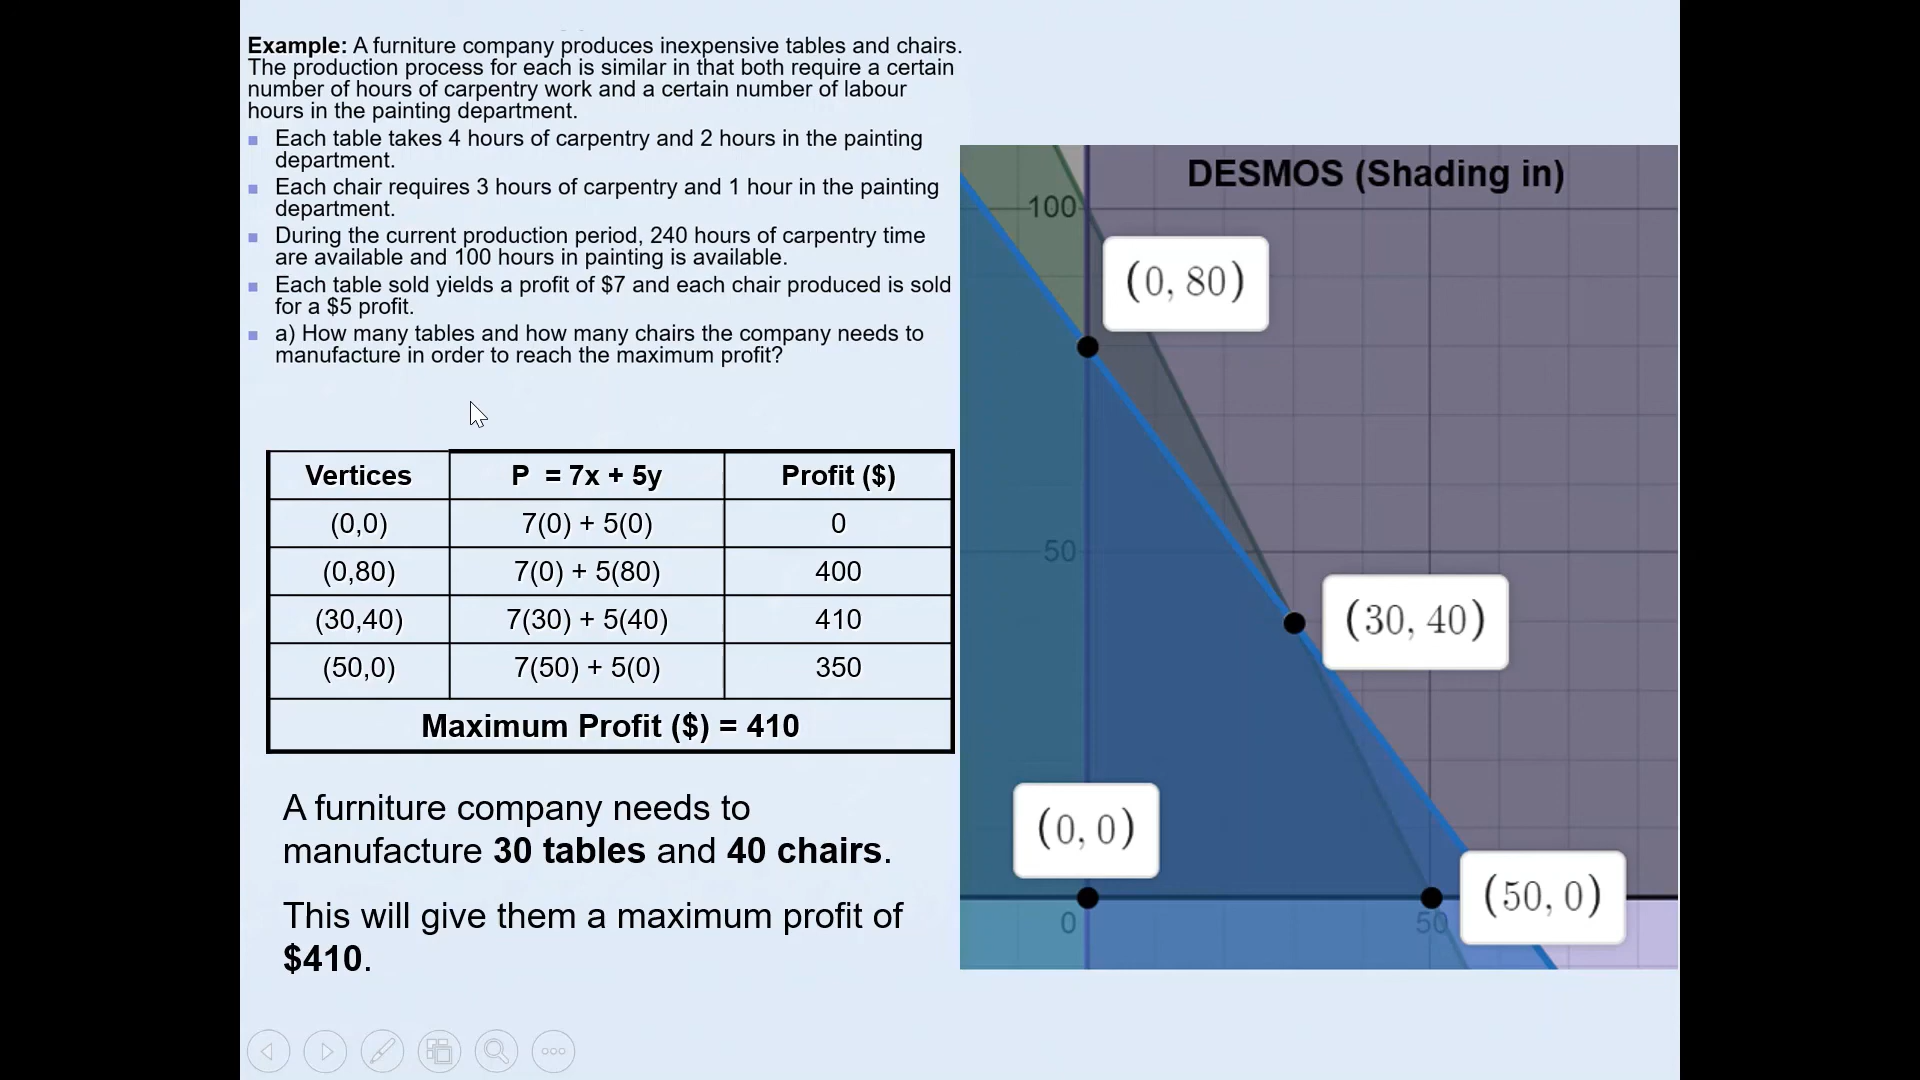 Example: A furniture company produces inexpensive tables and chairs.
The production process for each is similar in that both require a certain
number of hours of carpentry work and a certain number of labour
hours in the painting department.
Each table takes 4 hours of carpentry and 2 hours in the painting
department.
Each chair requires 3 hours of carpentry and 1 hour in the painting
department.
During the current production period, 240 hours of carpentry time
are available and 100 hours in painting is available.
Each table sold yields a profit of $7 and each chair produced is sold
for a $5 profit.
a) How many tables and how many chairs the company needs to
manufacture in order to reach the maximum profit?
Vertices P = 7x + 5y Profit ($)
(0,0) 7(0) + 5(0) 0
(0,80) 7(0) + 5(80) 400
(30,40) 7(30) + 5(40) 410
(50,0) 7(50) + 5(0) 350
Maximum Profit ($) = 410
A furniture company needs to
manufacture 30 tables and 40 chairs.
This will give them a maximum profit of
$410.
DESMOS (Shading in)
100
(0, 80)
50
(30, 40)
(0, 0)
(50, 0)
0 50